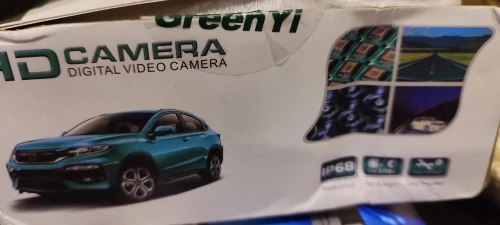 GreenYi
HD CAMERA
DIGITAL VIDEO CAMERA
IP68